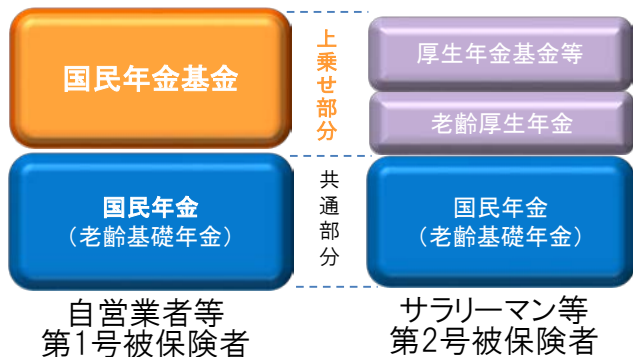 国民年金基金
国民年金
（老齢基礎年金）
自営業者等
第1号被保険者
上乗せ部分
共通部分
厚生年金基金等
老齢厚生年金
国民年金
（老齢基礎年金）
サラリーマン等
第2号被保険者